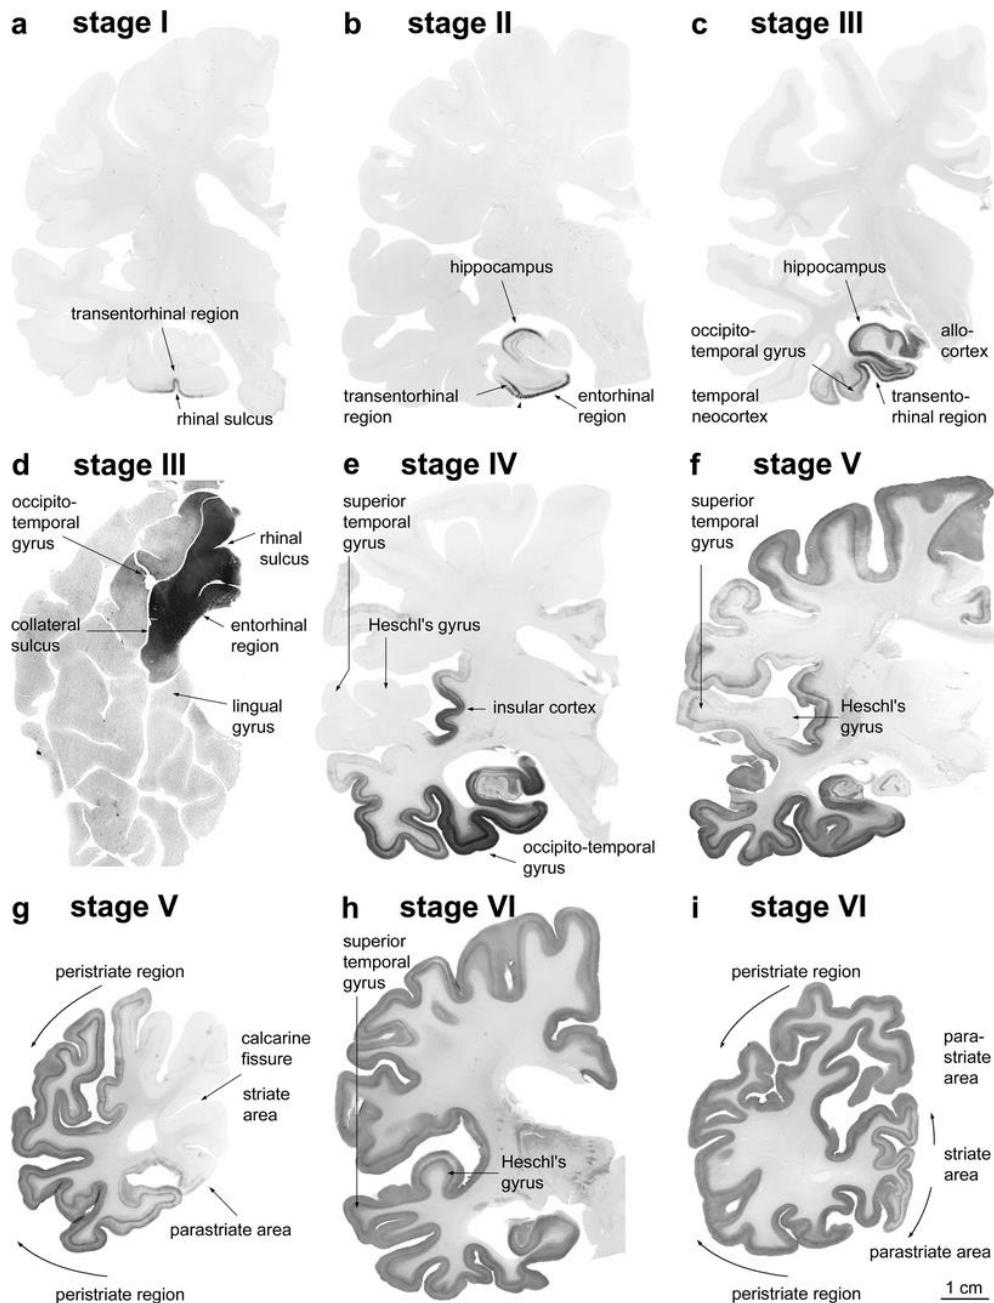 a stage I
transentorhinal region
rhinal sulcus
b stage II
hippocampus
transentorhinal
region
entorhinal
region
c stage III
hippocampus
occipito-
temporal gyrus
allo-
cortex
temporal
neocortex
transento-
rhinal region
d stage III
occipito-
temporal
gyrus
rhinal
sulcus
collateral
sulcus
entorhinal
region
lingual
gyrus
e stage IV
superior
temporal
gyrus
Heschl's gyrus
insular cortex
occipito-temporal
gyrus
f stage V
superior
temporal
gyrus
Heschl's
gyrus
g stage V
peristriate region
calcarine
fissure
striate
area
parastriate area
peristriate region
h stage VI
superior
temporal
gyrus
Heschl's
gyrus
i stage VI
peristriate region
para-
striate
area
striate
area
parastriate area
peristriate region
1 cm